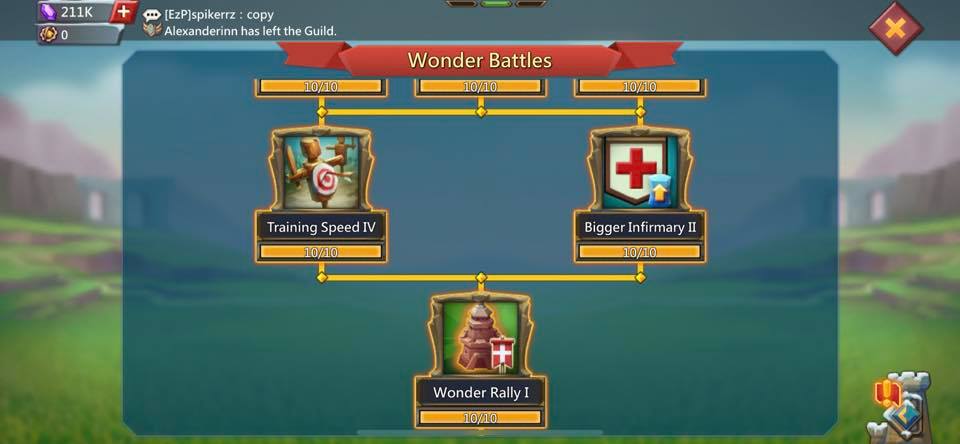 211K
[EzP]spikerrz : copy
0
Alexanderinn has left the Guild.
Wonder Battles
10/10 10/10 10/10
Training Speed IV
Bigger Infirmary II
10/10 10/10
Wonder Rally I
10/10